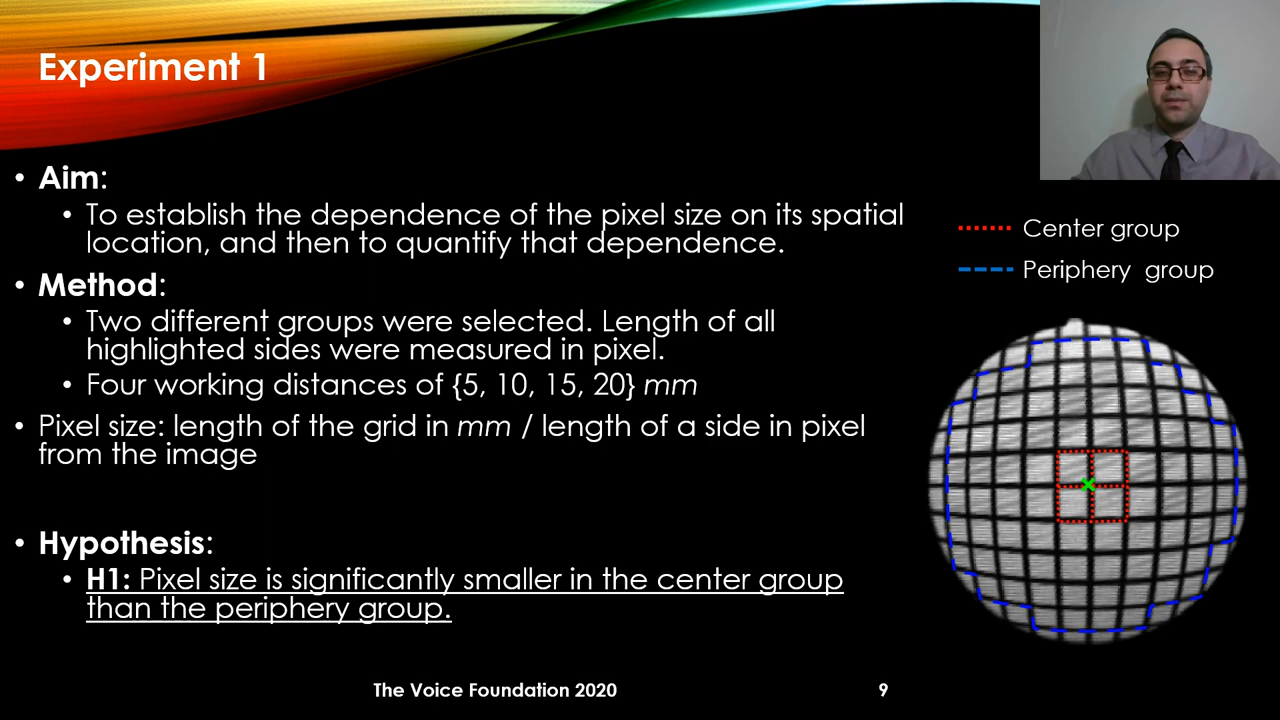 Experiment 1
• Aim:
• To establish the dependence of the pixel size on its spatial
location, and then to quantify that dependence.
• Method:
• Two different groups were selected. Length of all
highlighted sides were measured in pixel.
• Four working distances of {5, 10, 15, 20} mm
• Pixel size: length of the grid in mm / length of a side in pixel
from the image
• Hypothesis:
• H1: Pixel size is significantly smaller in the center group
than the periphery group.
Center group
Periphery group
The Voice Foundation 2020
9